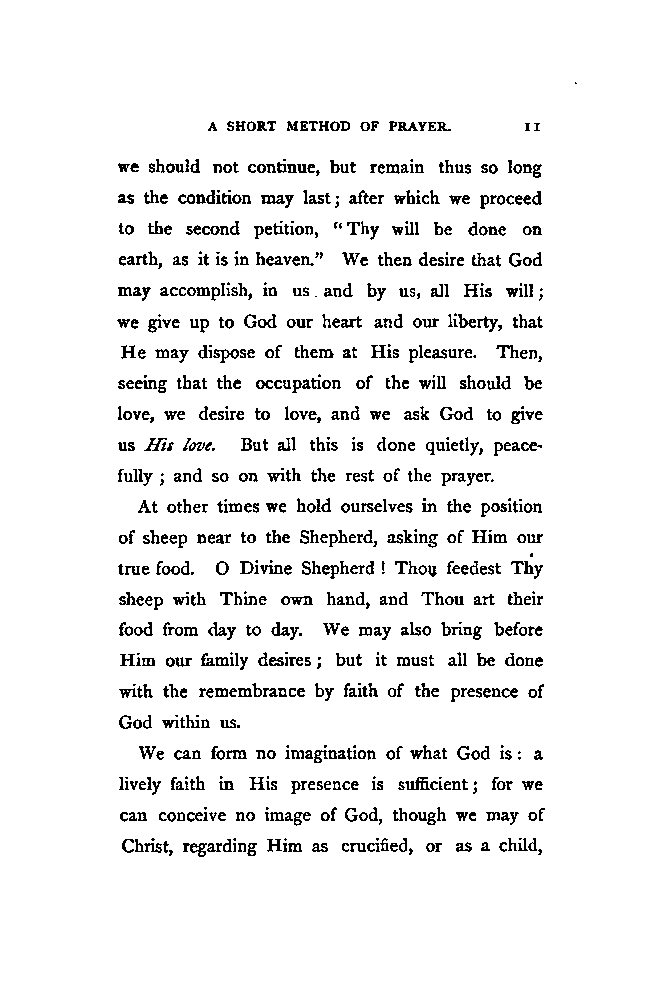 A SHORT METHOD OF PRAYER. 11
we should not continue, but remain thus so long
as the condition may last; after which we proceed
to the second petition, “Thy will be done on
earth, as it is in heaven.” We then desire that God
may accomplish, in us and by us, all His will;
we give up to God our heart and our liberty, that
He may dispose of them at His pleasure. Then,
seeing that the occupation of the will should be
love, we desire to love, and we ask God to give
us His love. But all this is done quietly, peace-
fully; and so on with the rest of the prayer.
At other times we hold ourselves in the position
of sheep near to the Shepherd, asking of Him our
true food. O Divine Shepherd! Thou feedest Thy
sheep with Thine own hand, and Thou art their
food from day to day. We may also bring before
Him our family desires; but it must all be done
with the remembrance by faith of the presence of
God within us.
We can form no imagination of what God is: a
lively faith in His presence is sufficient; for we
can conceive no image of God, though we may of
Christ, regarding Him as crucified, or as a child,